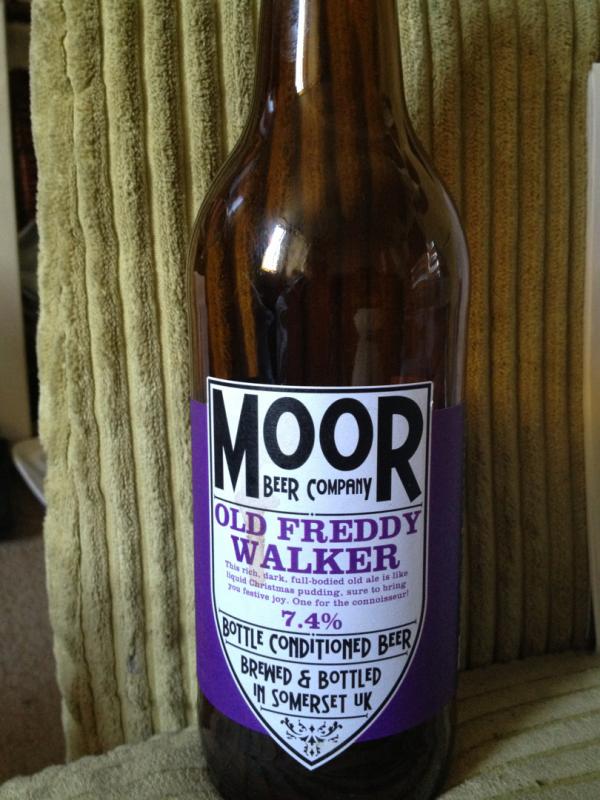 MOOR
BEER COMPANY
OLD FREDDY
WALKER
This rich, dark, full-bodied old ale is like
liquid Christmas pudding, sure to bring
you festive joy. One for the connoisseur!
7.4%
BOTTLE CONDITIONED BEER
BREWED & BOTTLED
IN SOMERSET UK